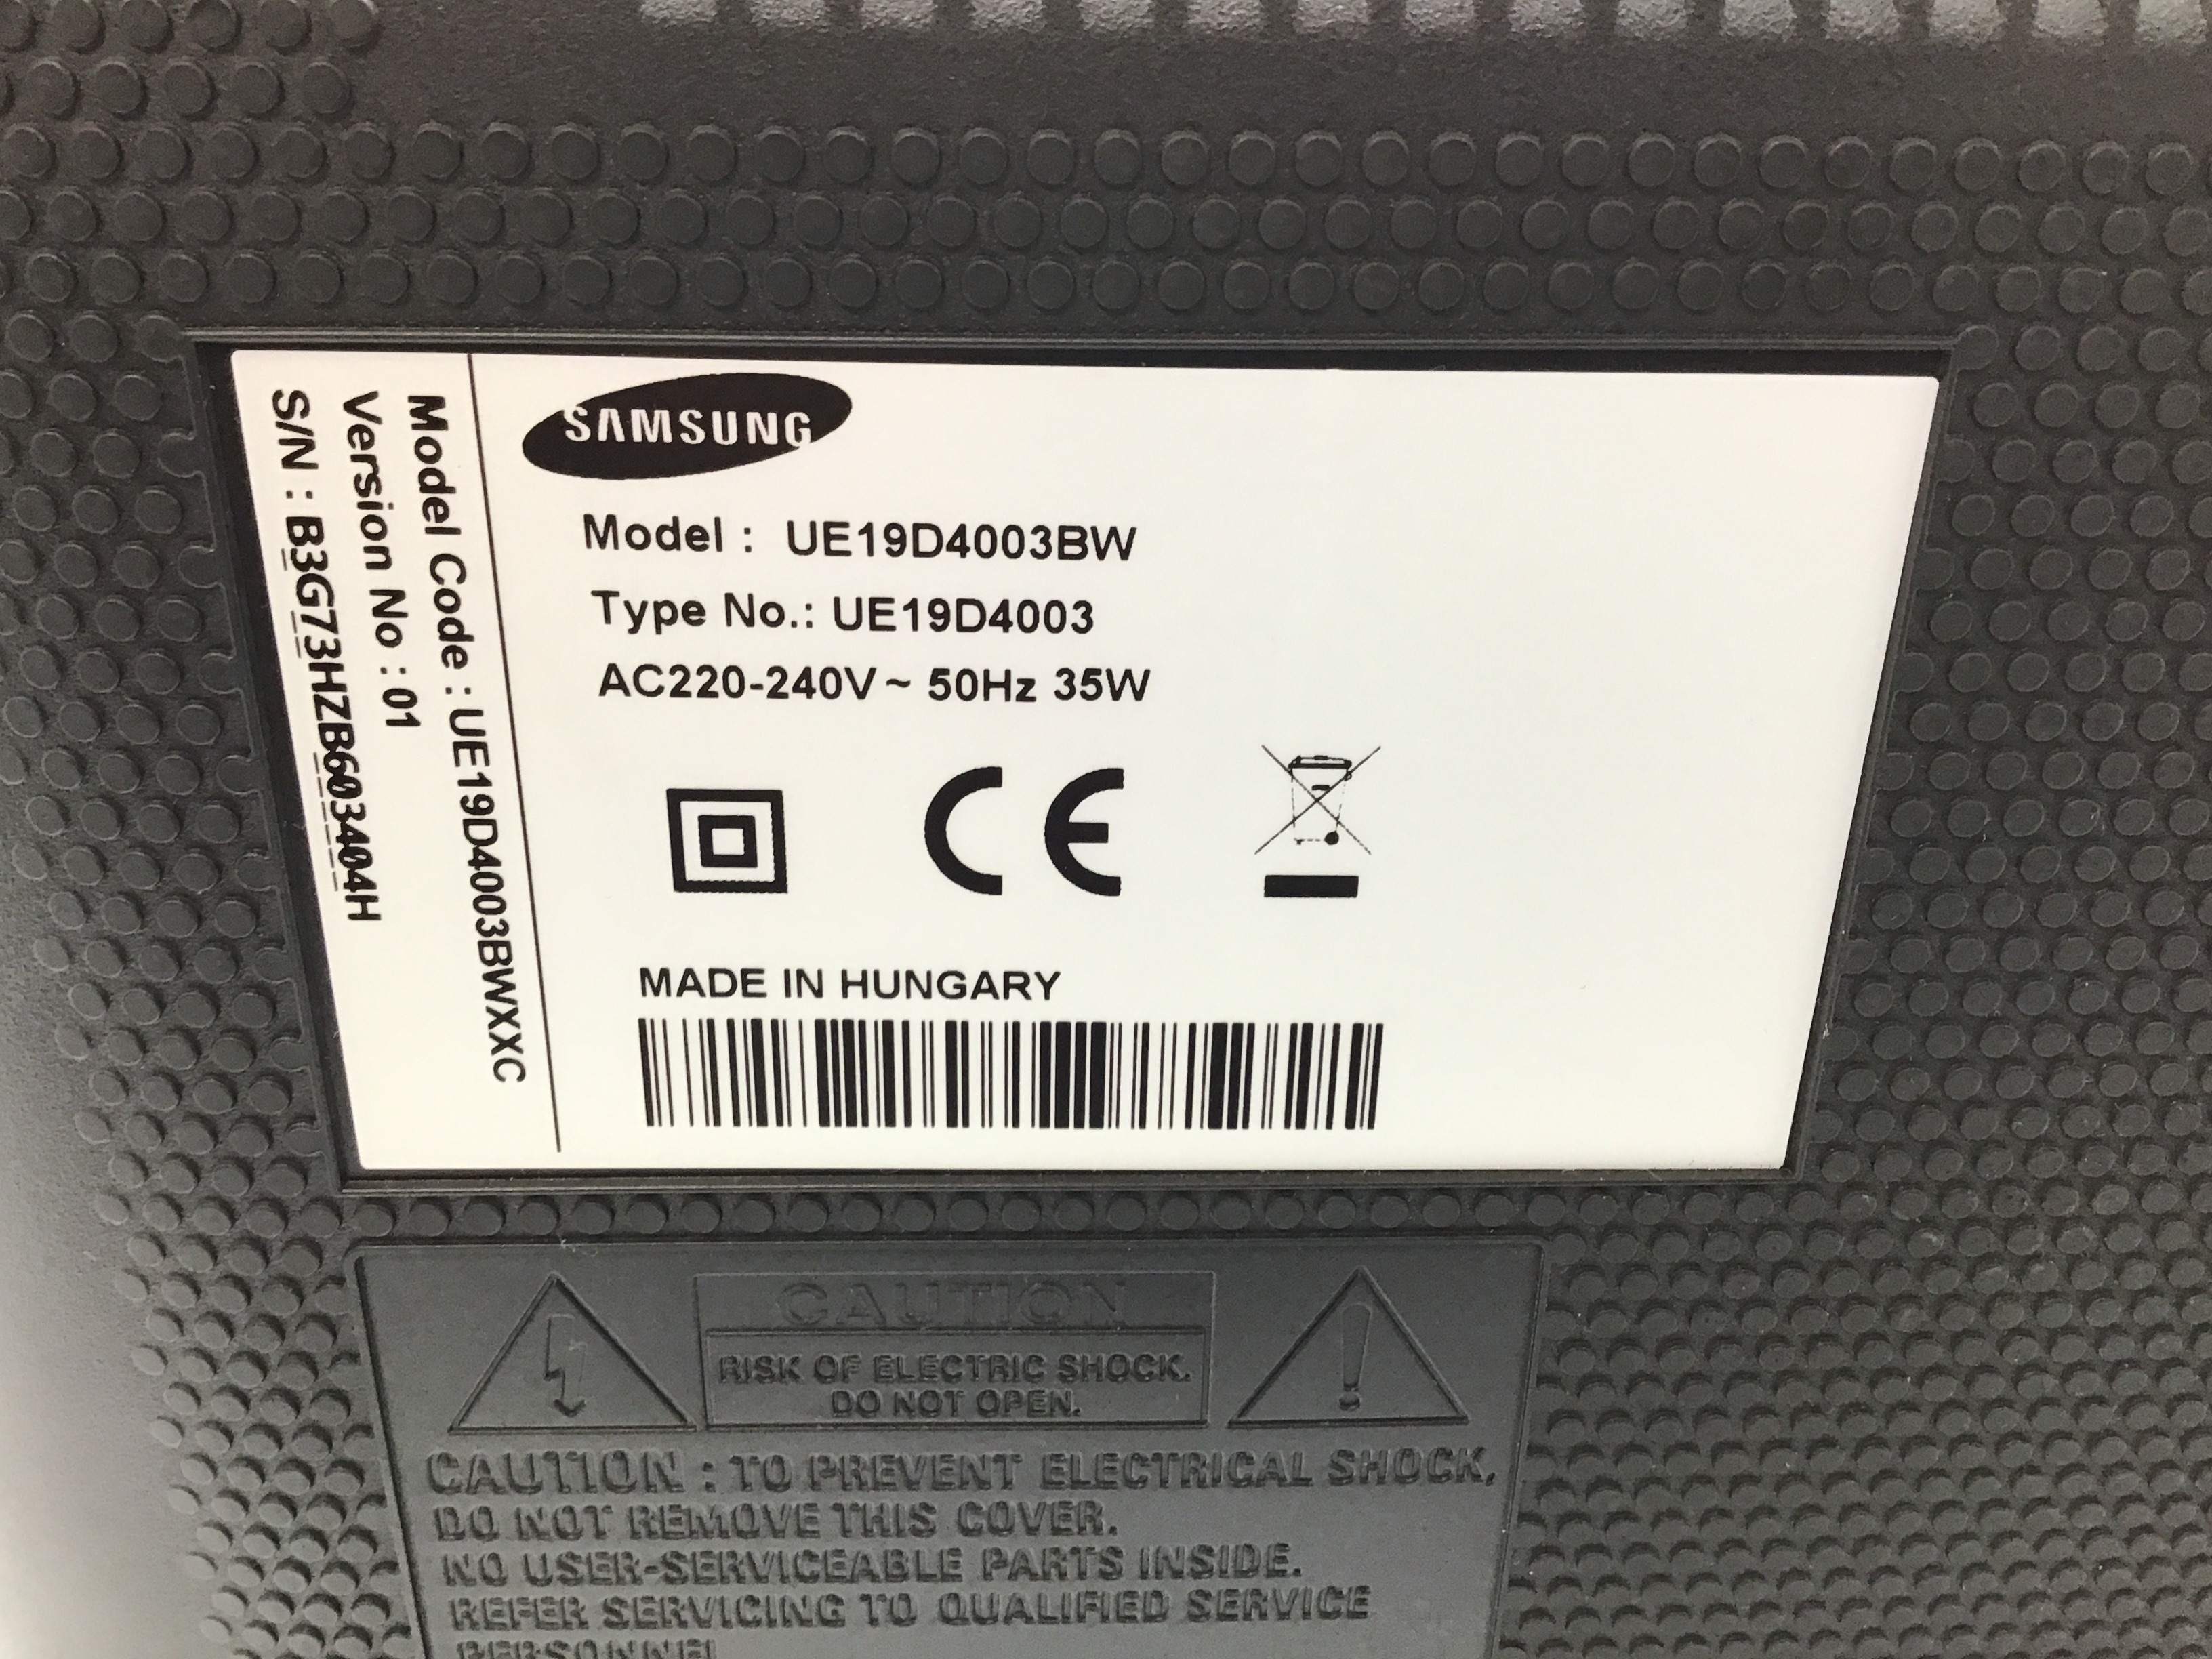 SAMSUNG
Model : UE19D4003BW
Type No.: UE19D4003
AC220-240V~ 50Hz 35W
CE
MADE IN HUNGARY
Model Code : UE19D4003BWXXC
Version No : 01
S/N : B3G73HZB603404H
CAUTION
RISK OF ELECTRIC SHOCK.
DO NOT OPEN.
CAUTION : TO PREVENT ELECTRICAL SHOCK,
DO NOT REMOVE THIS COVER.
NO USER-SERVICEABLE PARTS INSIDE.
REFER SERVICING TO QUALIFIED SERVICE
PERSONNEL